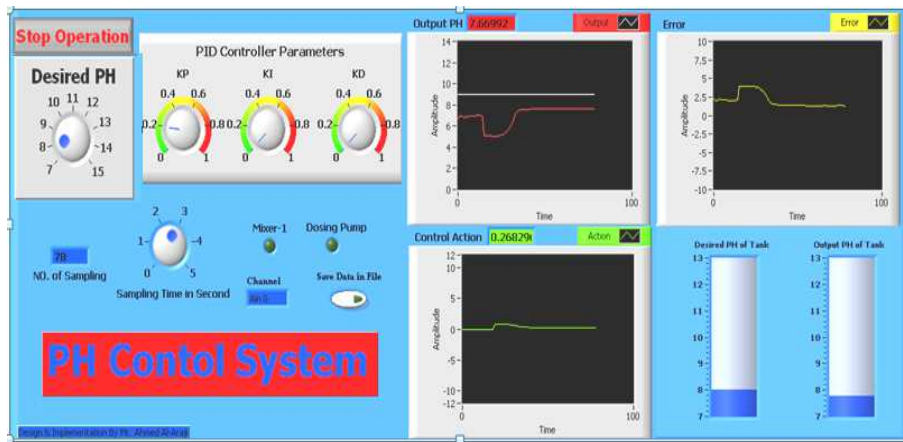 Stop Operation
Desired PH
7 8 9 10 11 12 13 14 15
PID Controller Parameters
KP KI KD
0 0.2 0.4 0.6 0.8 1
0 0.2 0.4 0.6 0.8 1
0 0.2 0.4 0.6 0.8 1
78
NO. of Sampling
0 1 2 3 4 5
Sampling Time in Second
Mixer-1 Dosing Pump
Channel
Save Data in File
PH Contol System
Design & Implementation By Mr. Ahmed
Output PH 7.66992 Output
Amplitude
14
12
10
8
6
4
2
0
0 100
Time
Error Error
Amplitude
10
7.5
5
2.5
0
-2.5
-5
-7.5
-10
0 100
Time
Control Action Action
Amplitude
12
10
5
0
-5
-10
-12
0 100
Time
Desired PH of Tank
13
12
11
10
9
8
7
Output PH of Tank
13
12
11
10
9
8
7